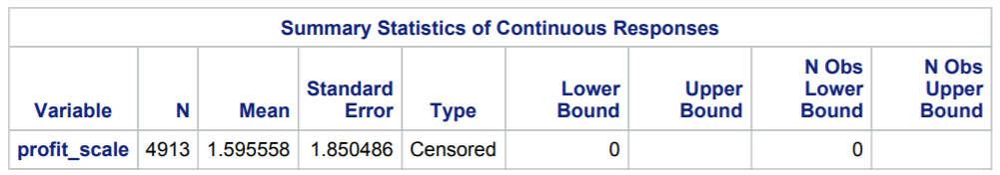 Summary Statistics of Continuous Responses
Variable N Mean Standard Error Type Lower Bound Upper Bound N Obs Lower Bound N Obs Upper Bound
profit_scale 4913 1.595558 1.850486 Censored 0 0